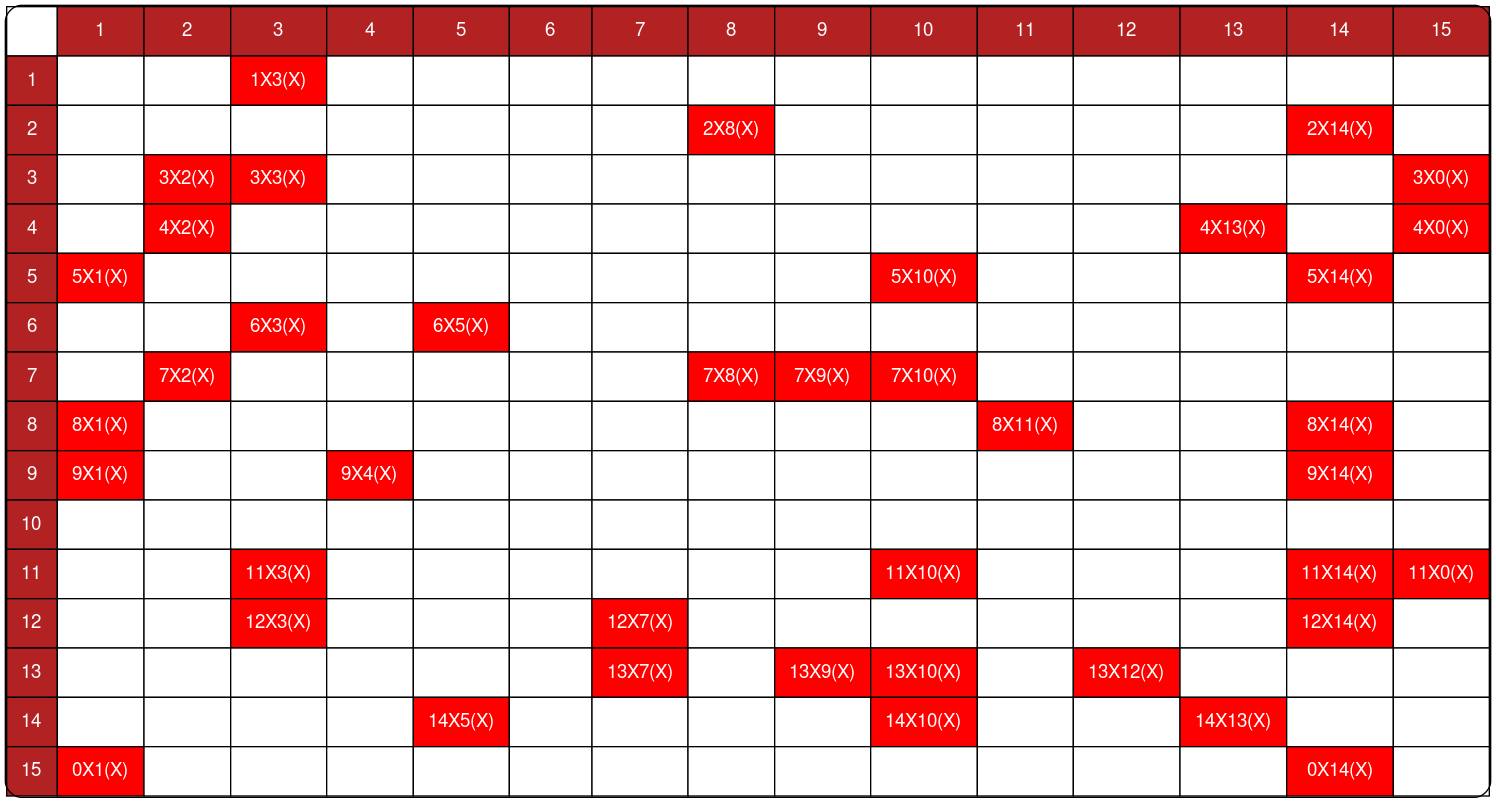 1 2 3 4 5 6 7 8 9 10 11 12 13 14 15
1 1X3(X)
2 2X8(X) 2X14(X)
3 3X2(X) 3X3(X) 3X0(X)
4 4X2(X) 4X13(X) 4X0(X)
5 5X1(X) 5X10(X) 5X14(X)
6 6X3(X) 6X5(X)
7 7X2(X) 7X8(X) 7X9(X) 7X10(X)
8 8X1(X) 8X11(X) 8X14(X)
9 9X1(X) 9X4(X) 9X14(X)
10
11 11X3(X) 11X10(X) 11X14(X) 11X0(X)
12 12X3(X) 12X7(X) 12X14(X)
13 13X7(X) 13X9(X) 13X10(X) 13X12(X)
14 14X5(X) 14X10(X) 14X13(X)
15 0X1(X) 0X14(X)